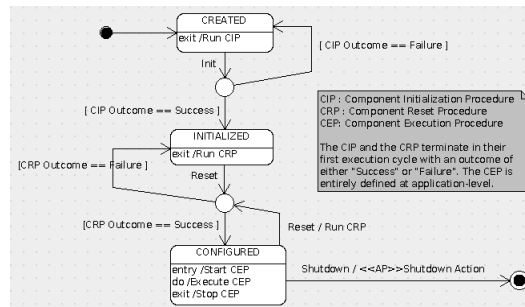 CREATED
exit /Run CIP
[ CIP Outcome == Failure ]
Init
[ CIP Outcome == Success ]
CIP : Component Initialization Procedure
CRP : Component Reset Procedure
CEP: Component Execution Procedure
The CIP and the CRP terminate in their
first execution cycle with an outcome of
either "Success" or "Failure". The CEP is
entirely defined at application-level.
INITIALIZED
exit /Run CRP
[CRP Outcome == Failure ]
Reset
[CRP Outcome == Success ]
Reset / Run CRP
CONFIGURED
entry /Start CEP
do /Execute CEP
exit /Stop CEP
Shutdown / <<AP>>Shutdown Action